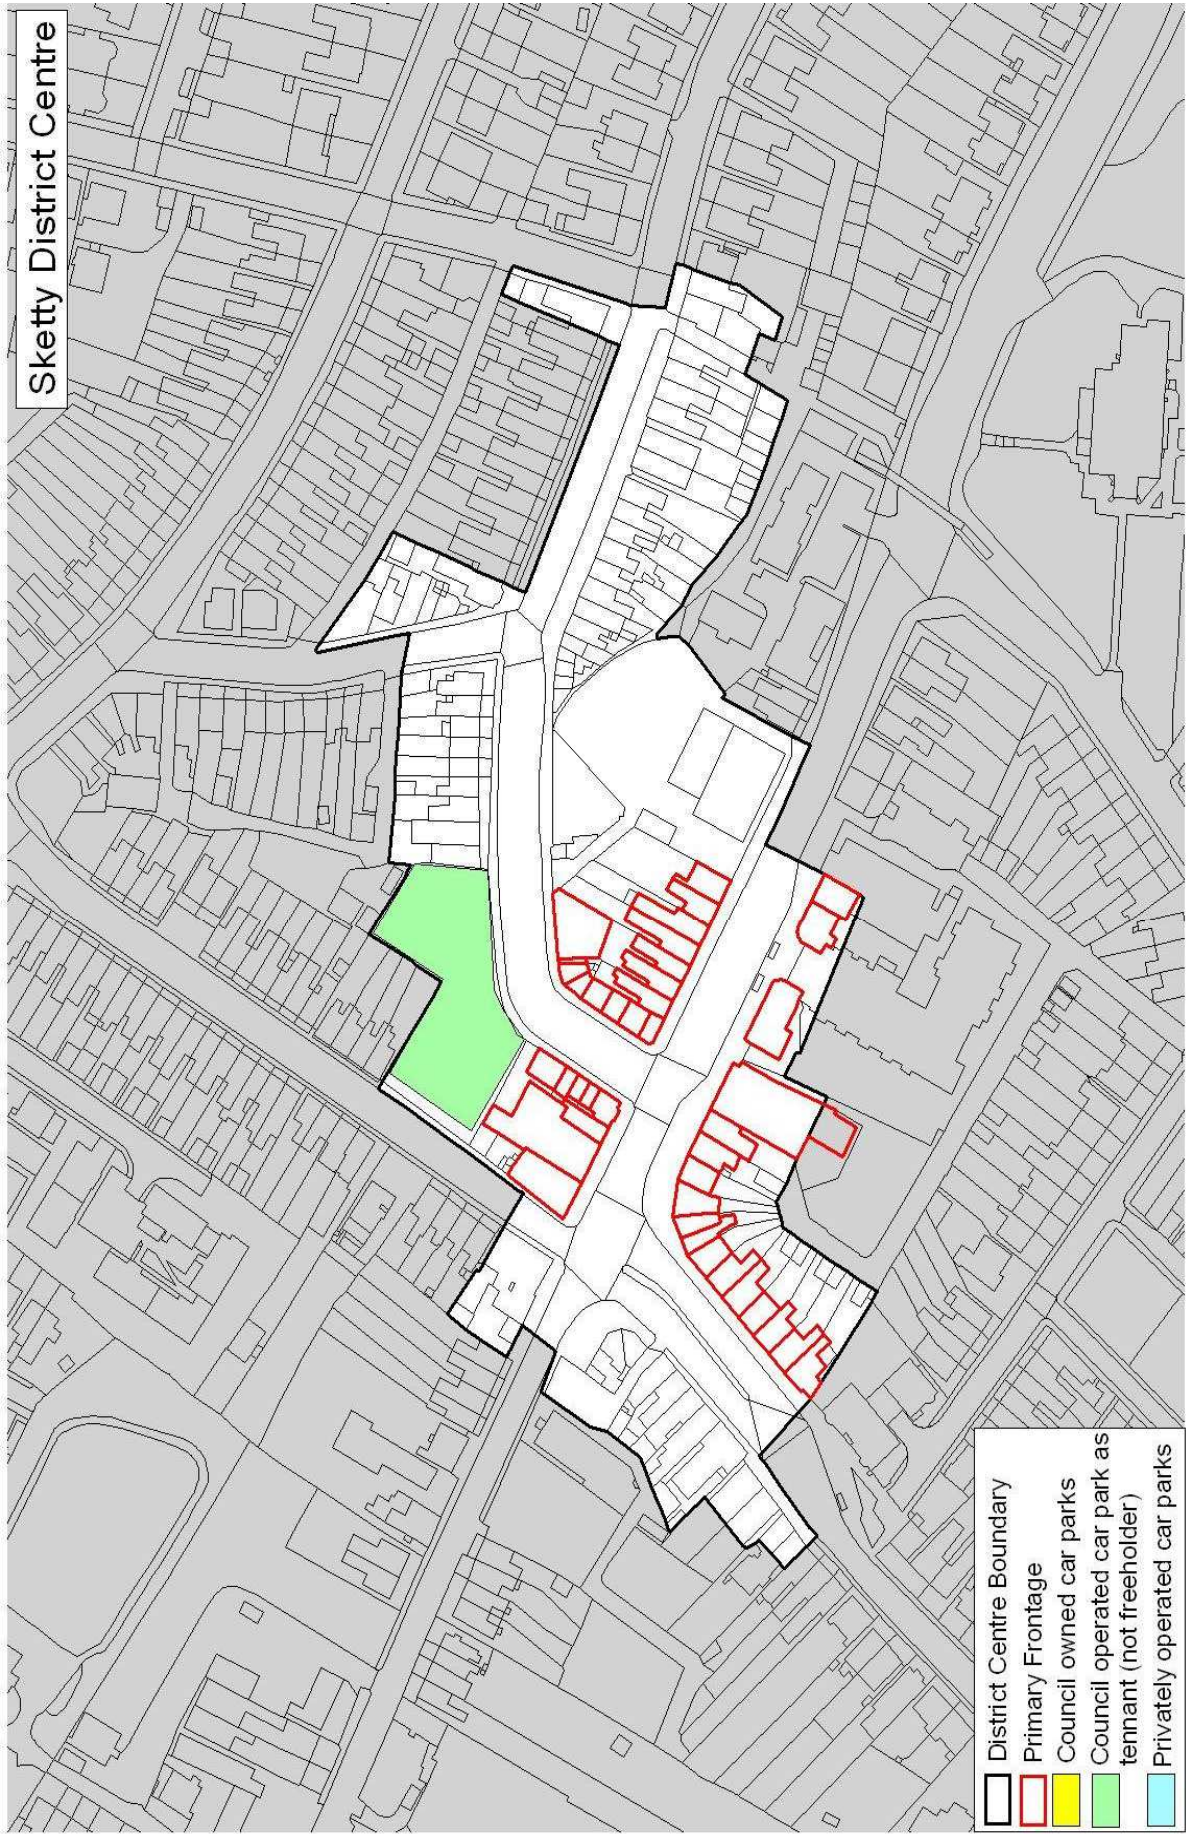 Sketty District Centre
District Centre Boundary
Primary Frontage
Council owned car parks
Council operated car park as
tennant (not freeholder)
Privately operated car parks